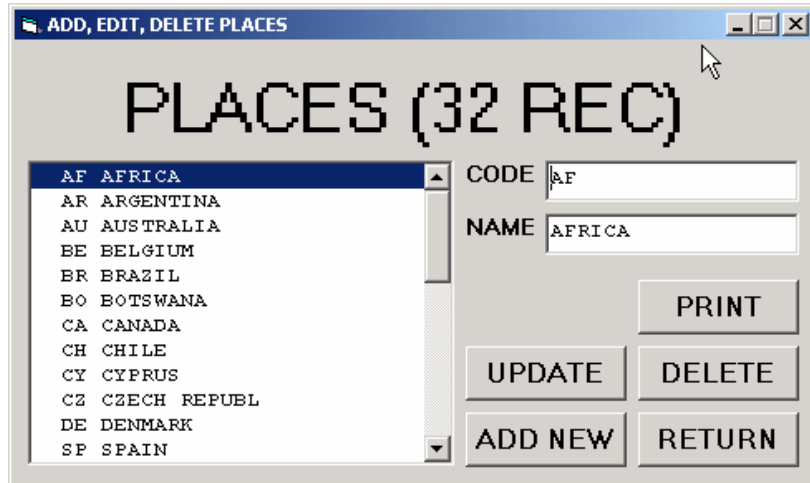 ADD, EDIT, DELETE PLACES
PLACES (32 REC)
AF AFRICA
AR ARGENTINA
AU AUSTRALIA
BE BELGIUM
BR BRAZIL
BO BOTSWANA
CA CANADA
CH CHILE
CY CYPRUS
CZ CZECH REPUBL
DE DENMARK
SP SPAIN
CODE AF
NAME AFRICA
PRINT
UPDATE DELETE
ADD NEW RETURN